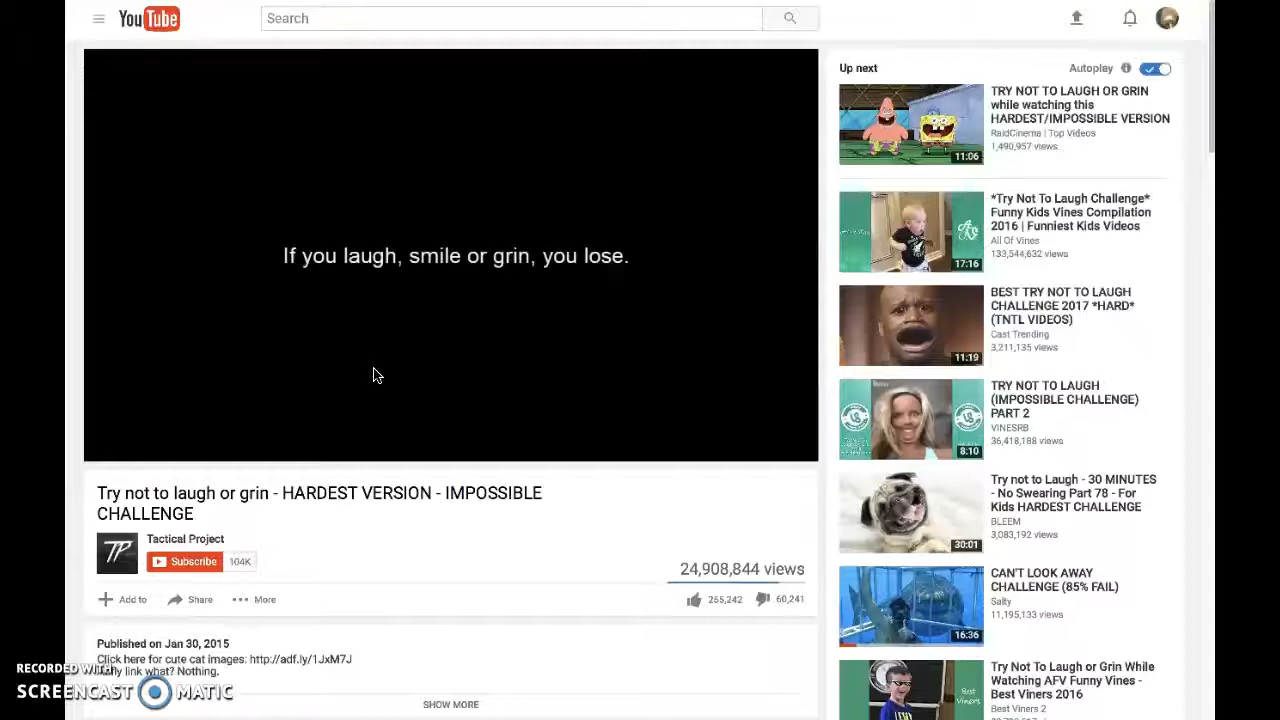 YouTube
Search
If you laugh, smile or grin, you lose.
Try not to laugh or grin - HARDEST VERSION - IMPOSSIBLE
CHALLENGE
TP
Tactical Project
Subscribe 104K
24,908,844 views
Add to Share More
255,242 60,241
Published on Jan 30, 2015
Click here for cute cat images: http://adf.ly/1JxM7J
link what? Nothing.
SHOW MORE
RECORDED WITH
SCREENCAST MATIC
Up next Autoplay
TRY NOT TO LAUGH OR GRIN
while watching this
HARDEST/IMPOSSIBLE VERSION
RaidCinema | Top Videos
1,490,957 views
11:06
*Try Not To Laugh Challenge*
Funny Kids Vines Compilation
2016 | Funniest Kids Videos
All Of Vines
133,544,632 views
17:16
BEST TRY NOT TO LAUGH
CHALLENGE 2017 *HARD*
(TNTL VIDEOS)
Cast Trending
3,211,135 views
11:19
TRY NOT TO LAUGH
(IMPOSSIBLE CHALLENGE)
PART 2
VINESRB
36,418,188 views
8:10
Try not to Laugh - 30 MINUTES
- No Swearing Part 78 - For
Kids HARDEST CHALLENGE
BLEEM
3,083,192 views
30:01
CAN'T LOOK AWAY
CHALLENGE (85% FAIL)
Salty
11,195,133 views
16:36
Try Not To Laugh or Grin While
Watching AFV Funny Vines -
Best Viners 2016
Best Viners 2
Best
Viners